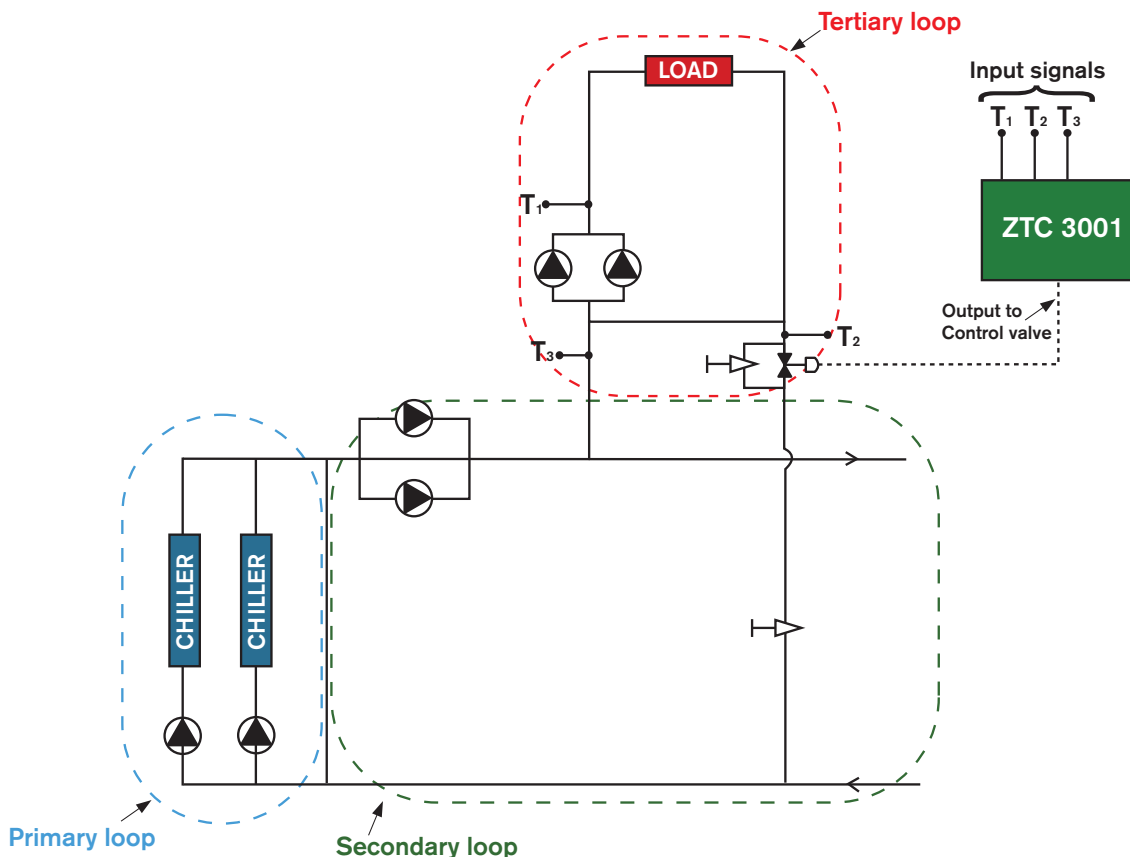 Tertiary loop
LOAD
Input signals
T1 T2 T3
ZTC 3001
T1
Output to
Control valve
T2
T3
CHILLER
CHILLER
Primary loop
Secondary loop